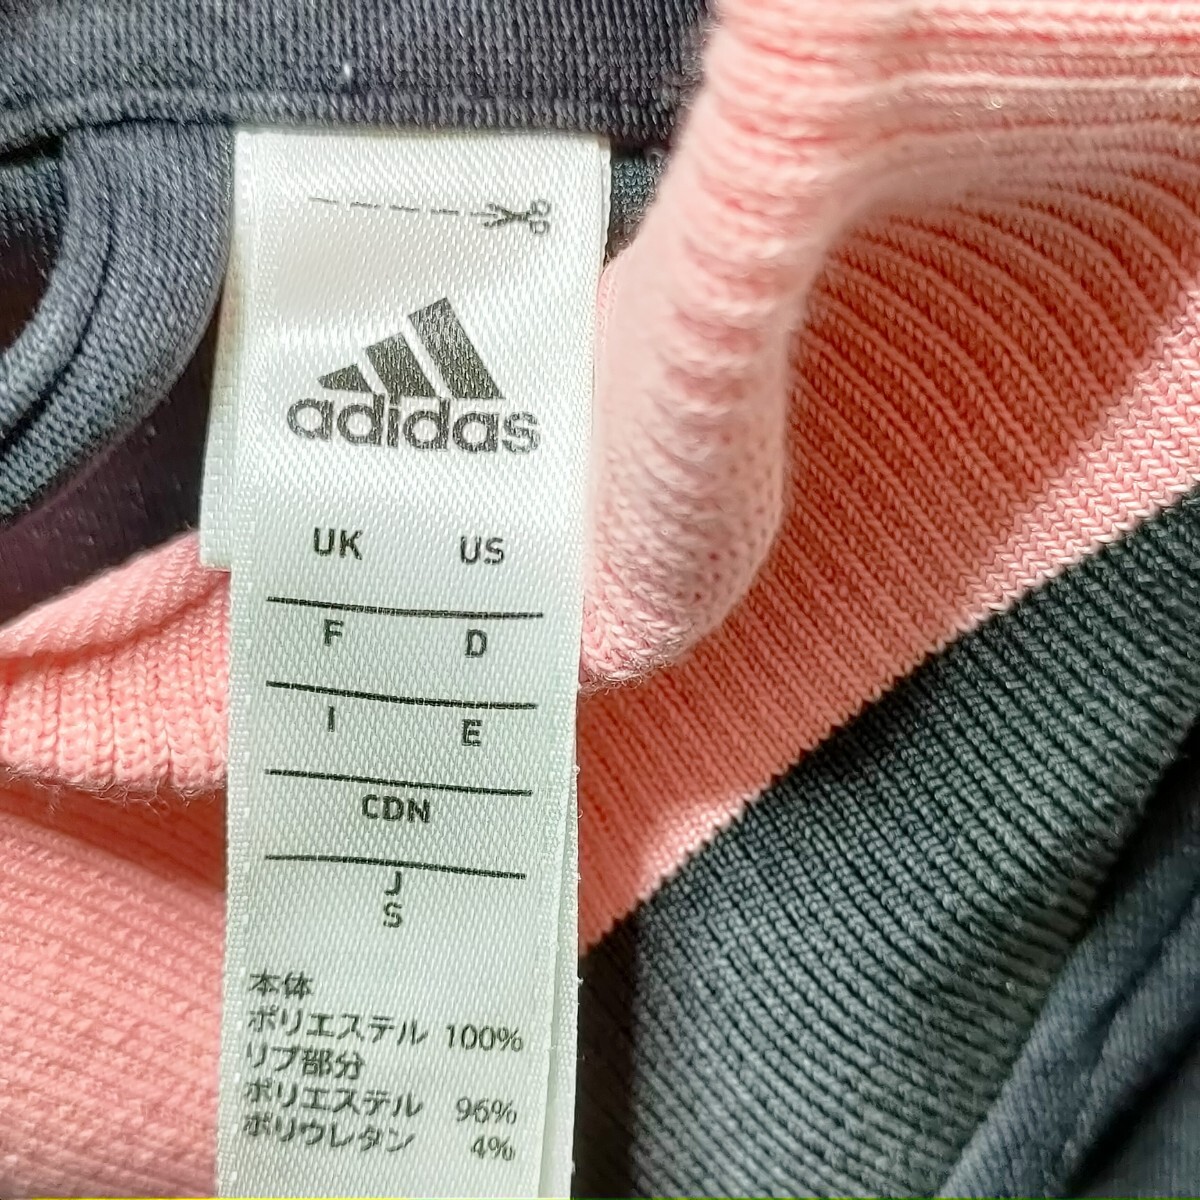 adidas
UK US
F D
I E
CDN
J
S
本体
ポリエステル 100%
リブ部分
ポリエステル 96%
ポリウレタン 4%